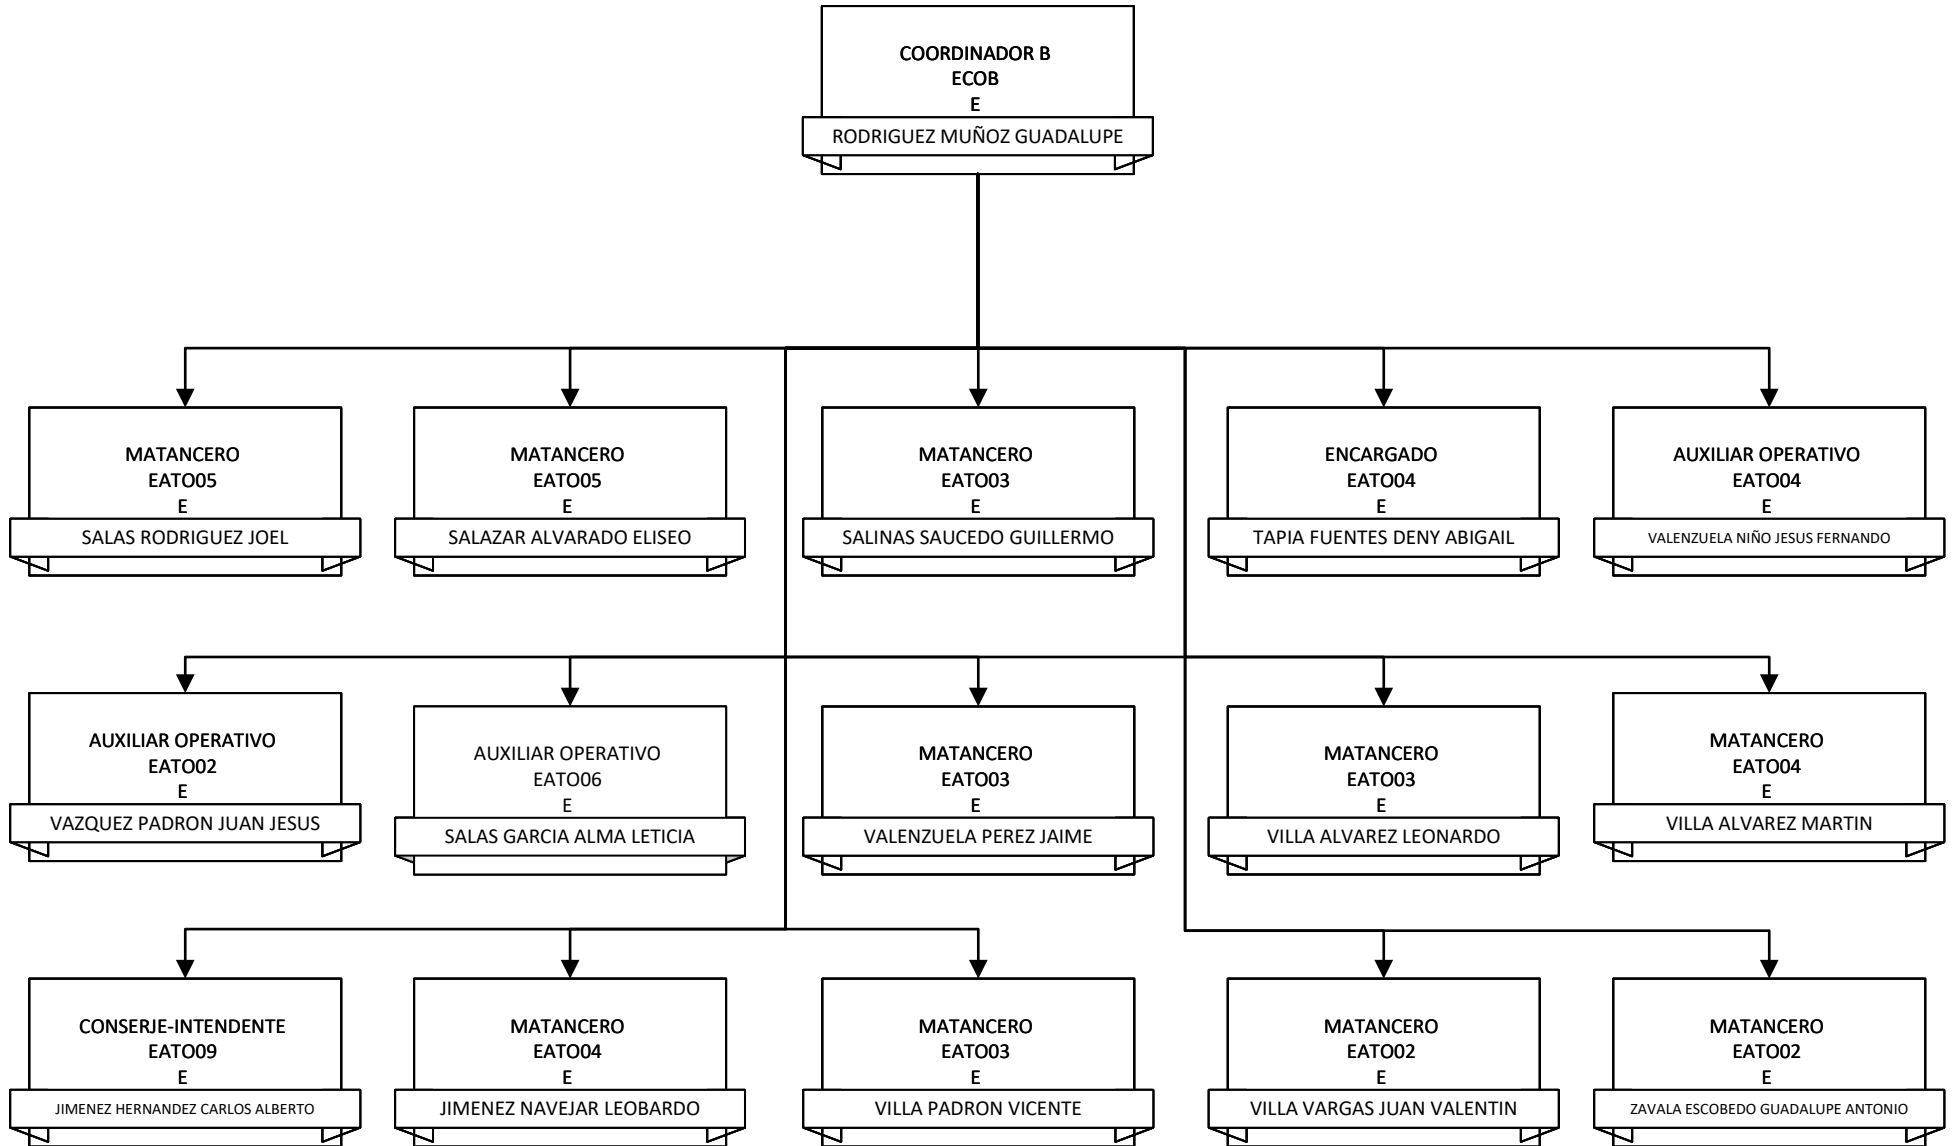 COORDINADOR B
ECOB
E
RODRIGUEZ MUÑOZ GUADALUPE
MATANCERO
EATO05
E
SALAS RODRIGUEZ JOEL
MATANCERO
EATO05
E
SALAZAR ALVARADO ELISEO
MATANCERO
EATO03
E
SALINAS SAUCEDO GUILLERMO
ENCARGADO
EATO04
E
TAPIA FUENTES DENY ABIGAIL
AUXILIAR OPERATIVO
EATO04
E
VALENZUELA NIÑO JESUS FERNANDO
AUXILIAR OPERATIVO
EATO02
E
VAZQUEZ PADRON JUAN JESUS
AUXILIAR OPERATIVO
EATO06
E
SALAS GARCIA ALMA LETICIA
MATANCERO
EATO03
E
VALENZUELA PEREZ JAIME
MATANCERO
EATO03
E
VILLA ALVAREZ LEONARDO
MATANCERO
EATO04
E
VILLA ALVAREZ MARTIN
CONSERJE-INTENDENTE
EATO09
E
JIMENEZ HERNANDEZ CARLOS ALBERTO
MATANCERO
EATO04
E
JIMENEZ NAVEJAR LEOBARDO
MATANCERO
EATO03
E
VILLA PADRON VICENTE
MATANCERO
EATO02
E
VILLA VARGAS JUAN VALENTIN
MATANCERO
EATO02
E
ZAVALA ESCOBEDO GUADALUPE ANTONIO